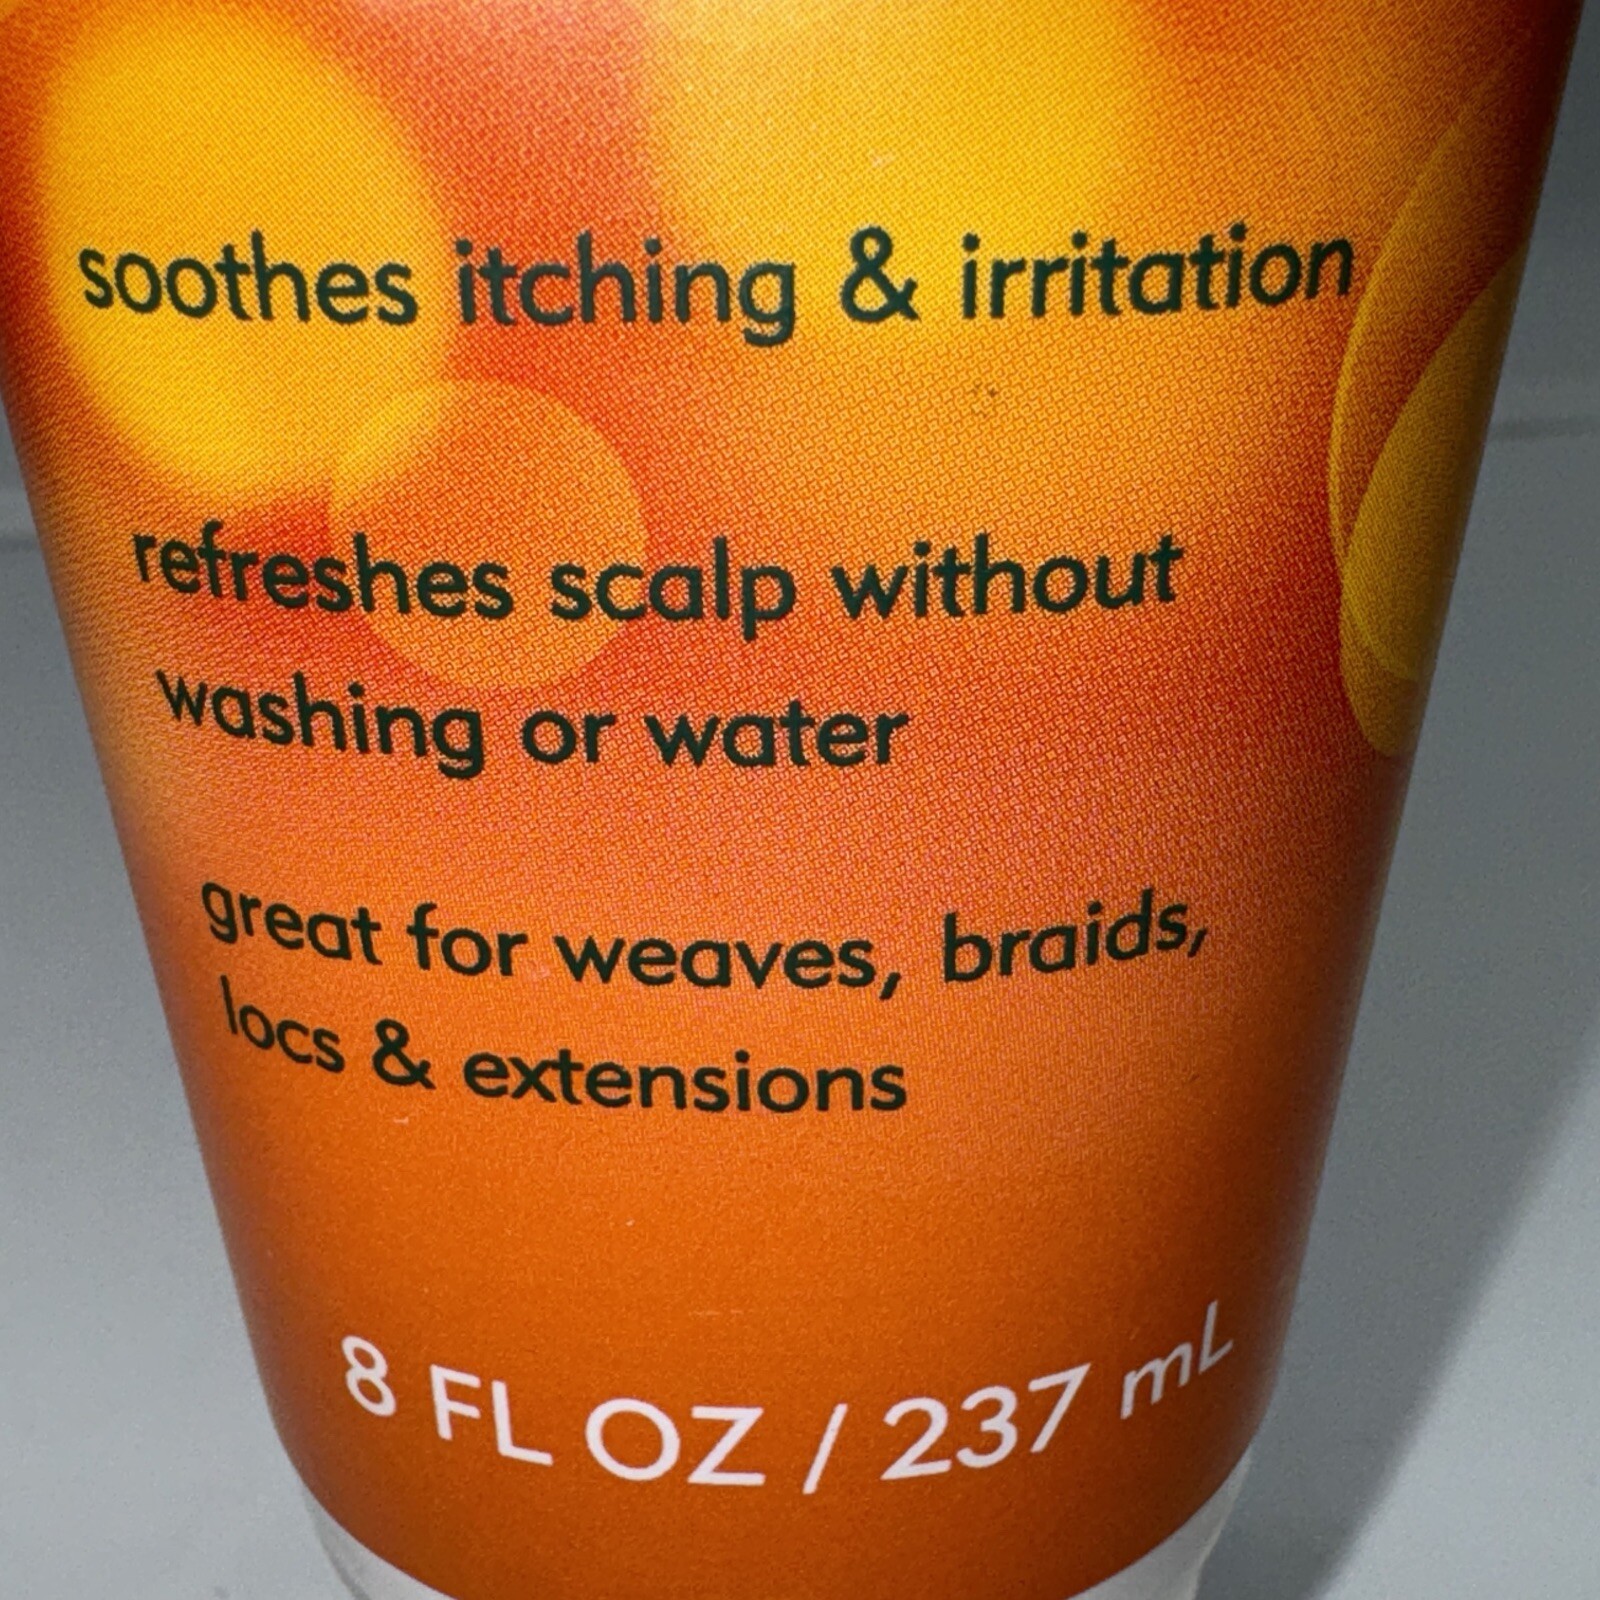 soothes itching & irritation
refreshes scalp without
washing or water
great for weaves, braids,
locs & extensions
8 FL OZ / 237 mL